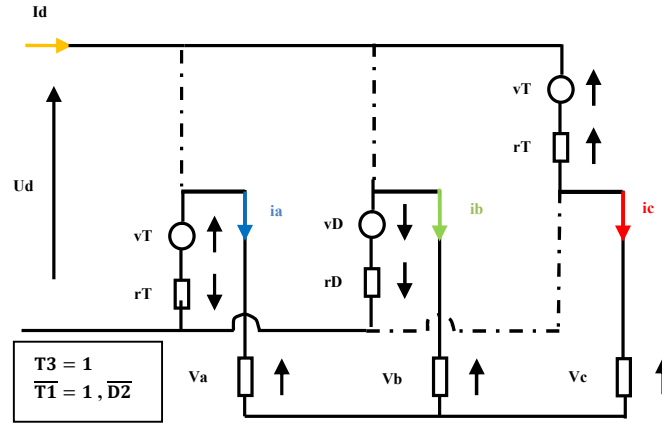 Id
vT
rT
Ud
ia
ib
ic
vT
vD
rT
rD
T3 = 1
T1̅ = 1 , D2̅
Va
Vb
Vc